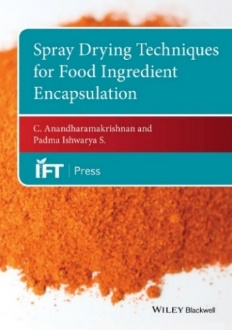 Spray Drying Techniques
for Food Ingredient
Encapsulation
C. Anandharamakrishnan and
Padma Ishwarya S.
IFT Press
WILEY Blackwell